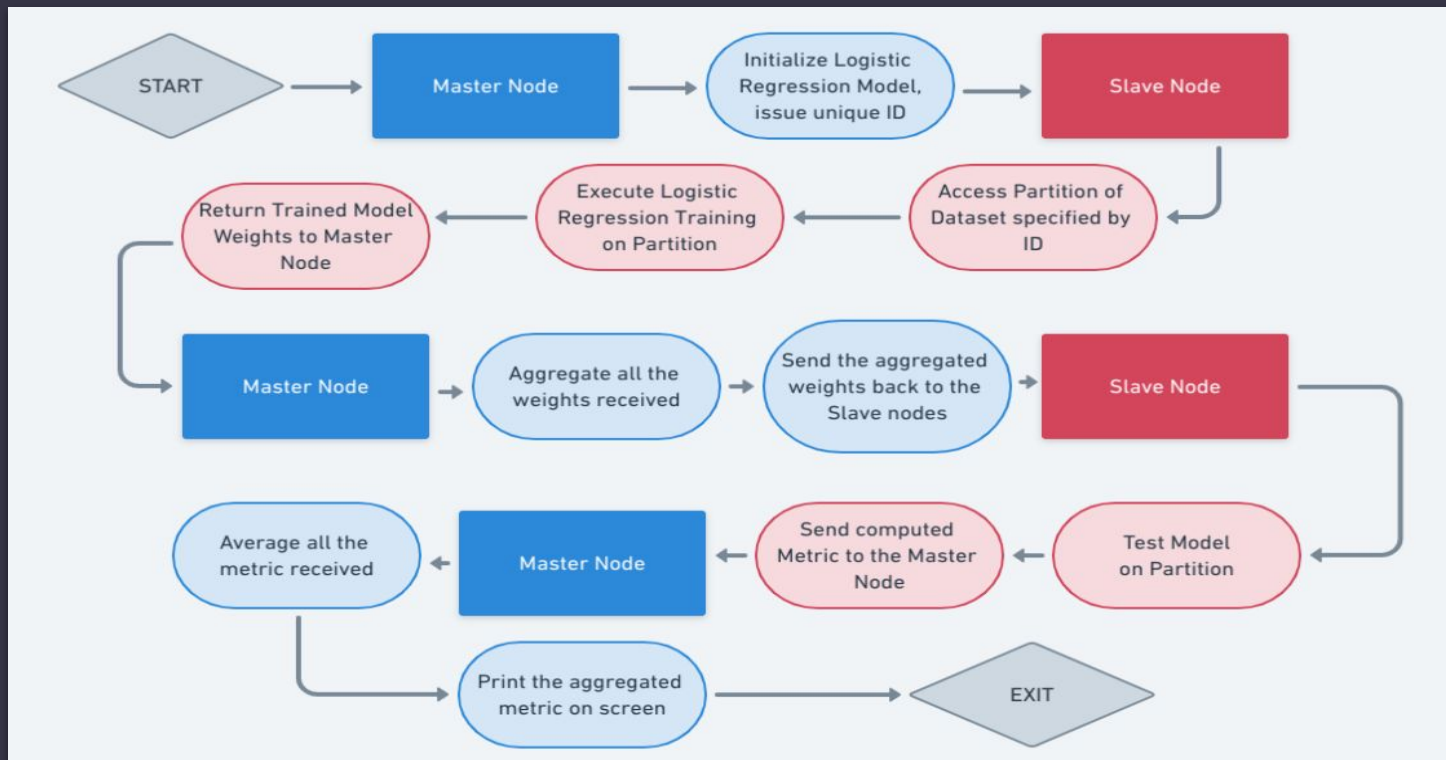 START
Master Node
Initialize Logistic
Regression Model,
issue unique ID
Slave Node
Access Partition of
Dataset specified by
ID
Execute Logistic
Regression Training
on Partition
Return Trained Model
Weights to Master
Node
Master Node
Aggregate all the
weights received
Send the aggregated
weights back to the
Slave nodes
Slave Node
Test Model
on Partition
Send computed
Metric to the Master
Node
Master Node
Average all the
metric received
Print the aggregated
metric on screen
EXIT